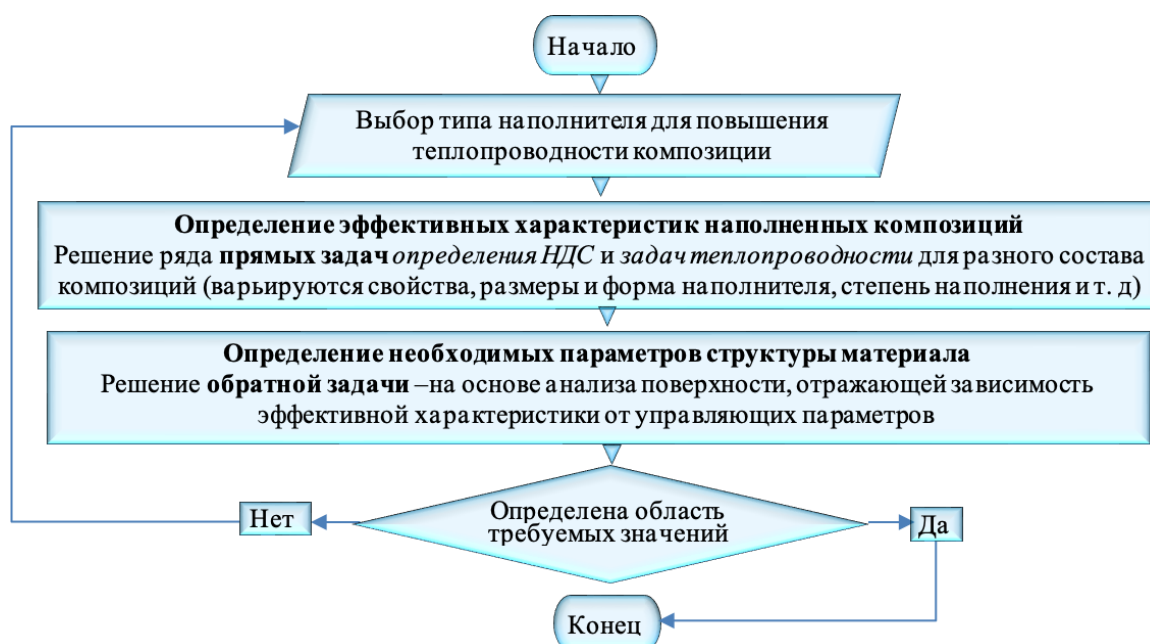 Начало
Выбор типа наполнителя для повышения
теплопроводности композиции
Определение эффективных характеристик наполненных композиций
Решение ряда прямых задач определения НДС и задач теплопроводности для разного состава
композиций (варьируются свойства, размеры и форма наполнителя, степень наполнения и т. д)
Определение необходимых параметров структуры материала
Решение обратной задачи –на основе анализа поверхности, отражающей зависимость
эффективной характеристики от управляющих параметров
Определена область
требуемых значений
Нет
Да
Конец